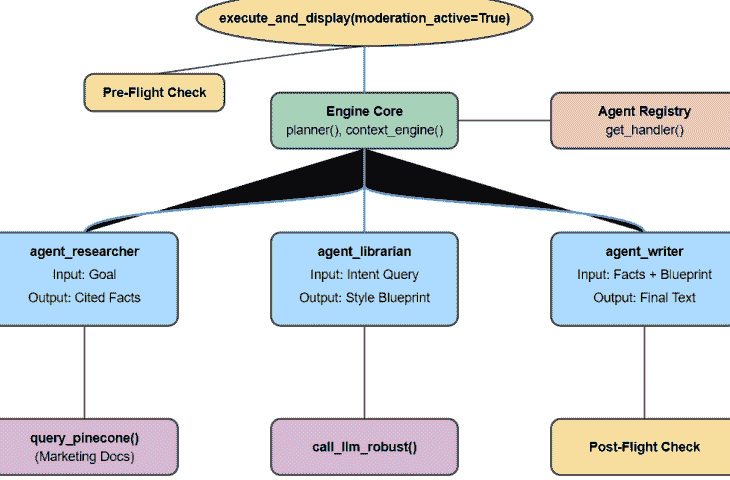 execute_and_display(moderation_active=True)
Pre-Flight Check
Engine Core
planner(), context_engine()
Agent Registry
get_handler()
agent_researcher
Input: Goal
Output: Cited Facts
agent_librarian
Input: Intent Query
Output: Style Blueprint
agent_writer
Input: Facts + Blueprint
Output: Final Text
query_pinecone()
(Marketing Docs)
call_llm_robust()
Post-Flight Check